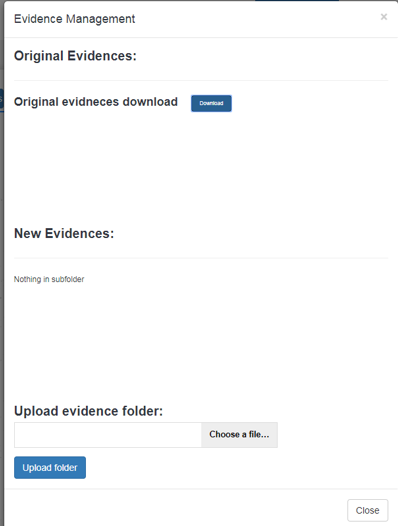 Evidence Management
×
Original Evidences:
Original evidneces download Download
New Evidences:
Nothing in subfolder
Upload evidence folder:
Choose a file...
Upload folder
Close